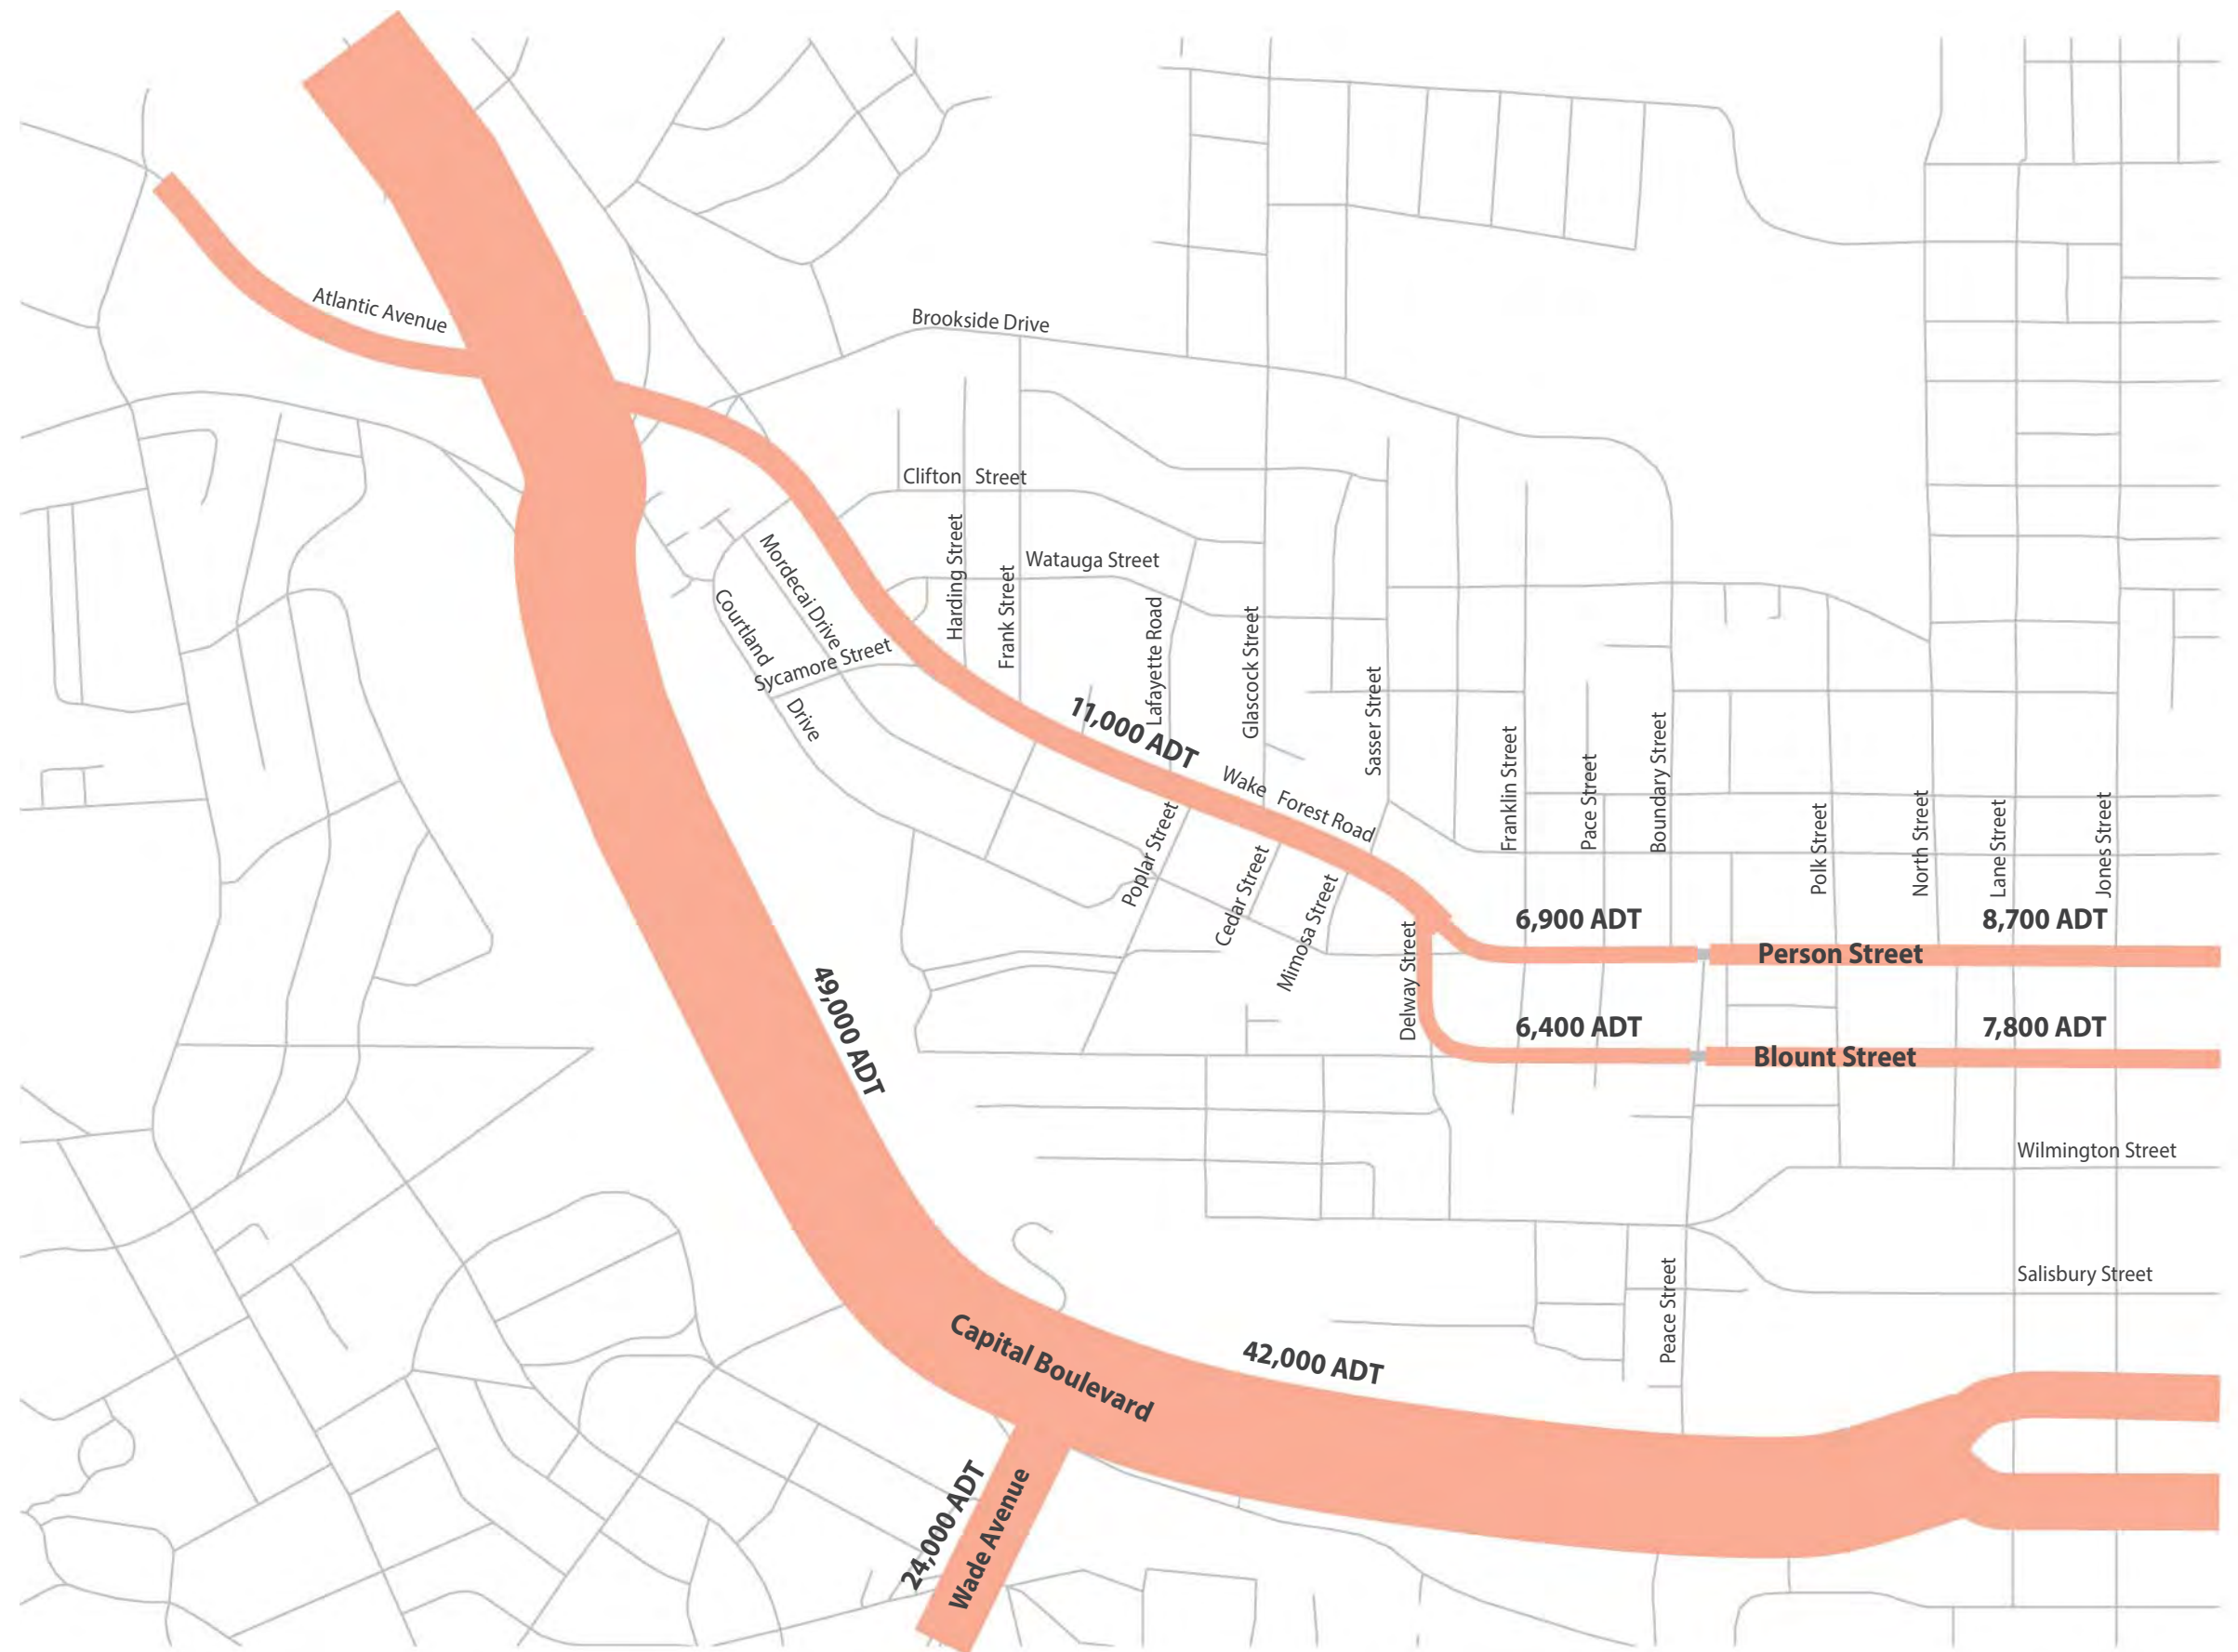 Atlantic Avenue
Brookside Drive
Clifton Street
Harding Street
Watauga Street
Frank Street
Mordecai Drive
Courtland
Drive
Sycamore Street
Lafayette Road
Glascock Street
Sasser Street
11,000 ADT
Wake Forest Road
Franklin Street
Pace Street
Boundary Street
Polk Street
North Street
Lane Street
Jones Street
Poplar Street
Cedar Street
Mimosa Street
Delway Street
6,900 ADT
8,700 ADT
Person Street
6,400 ADT
7,800 ADT
Blount Street
49,000 ADT
Wilmington Street
Salisbury Street
Peace Street
Capital Boulevard
42,000 ADT
24,000 ADT
Wade Avenue